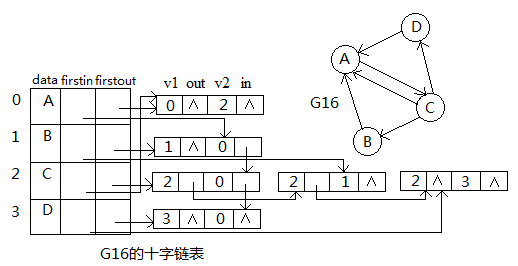 D
A
G16
C
B
data firstin firstout
v1 out v2 in
0 A 0 ∧ 2 ∧
1 B 1 ∧ 0
2 C 2 0 2 1 ∧ 2 ∧ 3 ∧
3 D 3 ∧ 0 ∧
G16的十字链表